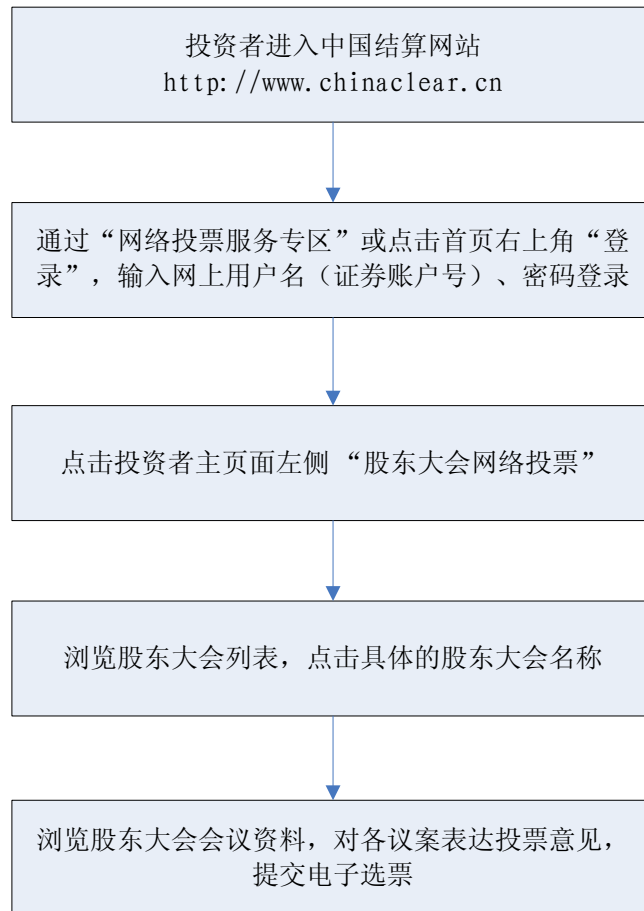 投资者进入中国结算网站
http://www.chinaclear.cn
通过“网络投票服务专区”或点击首页右上角“登
录”，输入网上用户名（证券账户号）、密码登录
点击投资者主页面左侧 “股东大会网络投票”
浏览股东大会列表，点击具体的股东大会名称
浏览股东大会会议资料，对各议案表达投票意见，
提交电子选票